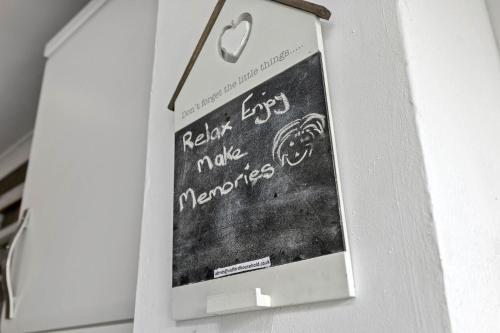 Don't forget the little things.....
Relax Enjoy
Make
Memories